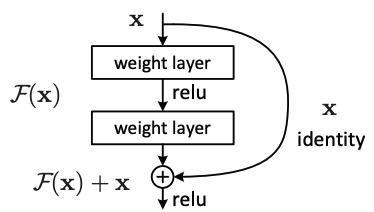 x
weight layer
relu
F(x)
x
weight layer
identity
F(x) + x
relu